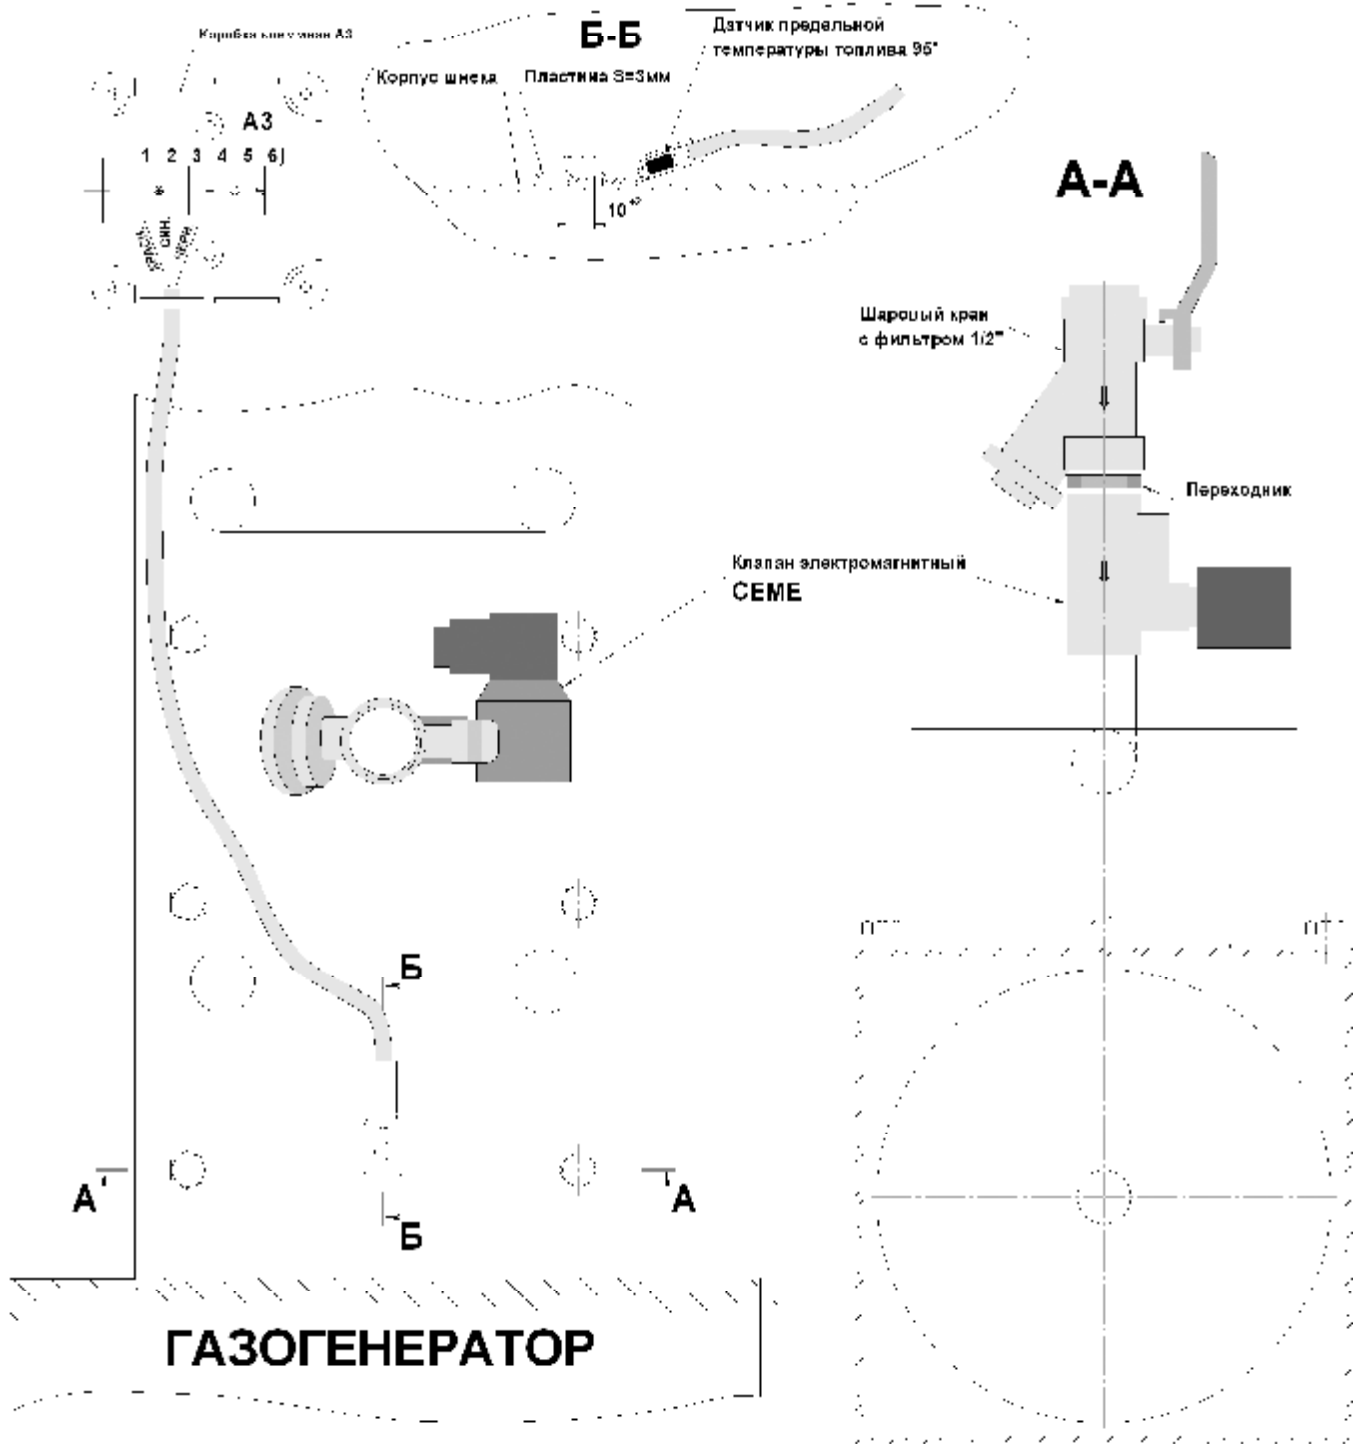 Коробка клеммная А3
Б-Б
Датчик предельной
температуры топлива 95°
Корпус шнека
Пластина S=3мм
А3
1 2 3 4 5 6
СИН.
10
А-А
Шаровый кран
с фильтром 1/2"
Переходник
Клапан электромагнитный
CEME
Б
А
А
Б
ГАЗОГЕНЕРАТОР